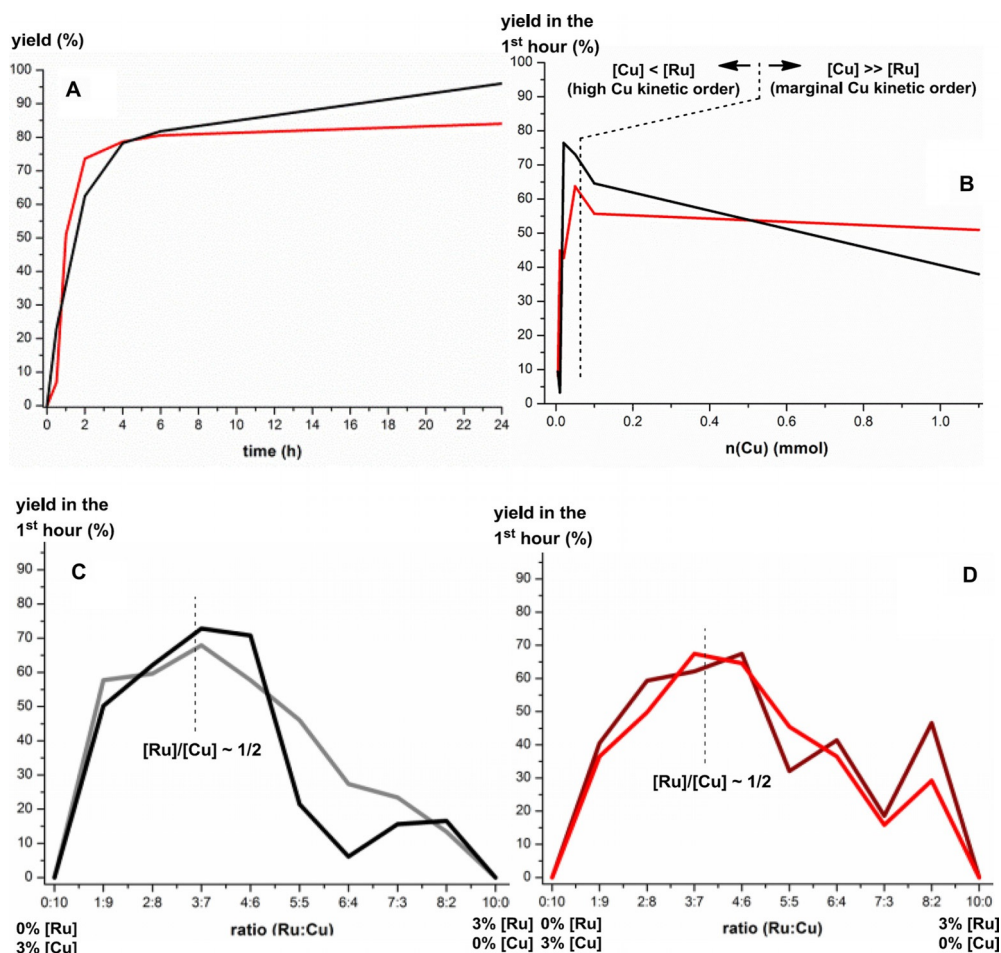 yield (%)
100
90
80
70
60
50
40
30
20
10
0
A
0 2 4 6 8 10 12 14 16 18 20 22 24
time (h)
yield in the
1st hour (%)
[Cu] < [Ru]
(high Cu kinetic order)
[Cu] >> [Ru]
(marginal Cu kinetic order)
100
90
80
70
60
50
40
30
20
10
0
B
0.0 0.2 0.4 0.6 0.8 1.0
n(Cu) (mmol)
yield in the
1st hour (%)
C
90
80
70
60
50
40
30
20
10
0
[Ru]/[Cu] ~ 1/2
0:10 1:9 2:8 3:7 4:6 5:5 6:4 7:3 8:2 10:0
0% [Ru]
3% [Cu]
ratio (Ru:Cu)
3% [Ru]
0% [Cu]
yield in the
1st hour (%)
D
90
80
70
60
50
40
30
20
10
0
[Ru]/[Cu] ~ 1/2
0:10 1:9 2:8 3:7 4:6 5:5 6:4 7:3 8:2 10:0
0% [Ru]
3% [Cu]
ratio (Ru:Cu)
3% [Ru]
0% [Cu]